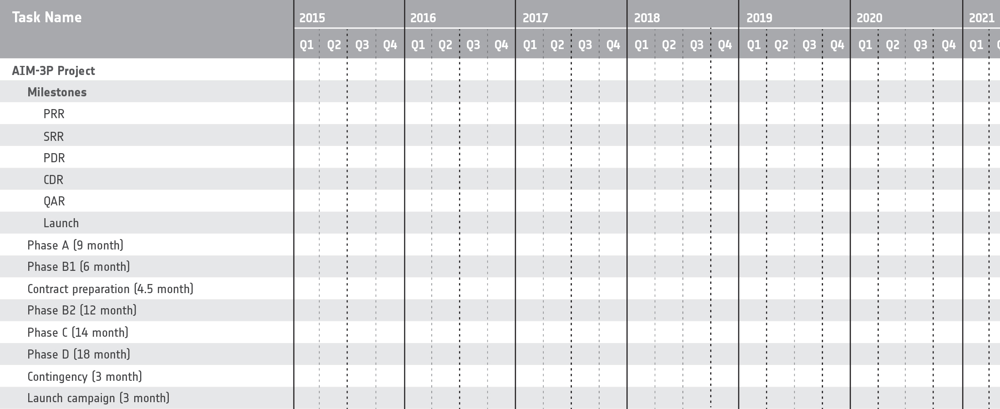 Task Name 2015 2016 2017 2018 2019 2020 2021
Q1 Q2 Q3 Q4 Q1 Q2 Q3 Q4 Q1 Q2 Q3 Q4 Q1 Q2 Q3 Q4 Q1 Q2 Q3 Q4 Q1 Q2 Q3 Q4 Q1
AIM-3P Project
Milestones
PRR
SRR
PDR
CDR
QAR
Launch
Phase A (9 month)
Phase B1 (6 month)
Contract preparation (4.5 month)
Phase B2 (12 month)
Phase C (14 month)
Phase D (18 month)
Contingency (3 month)
Launch campaign (3 month)